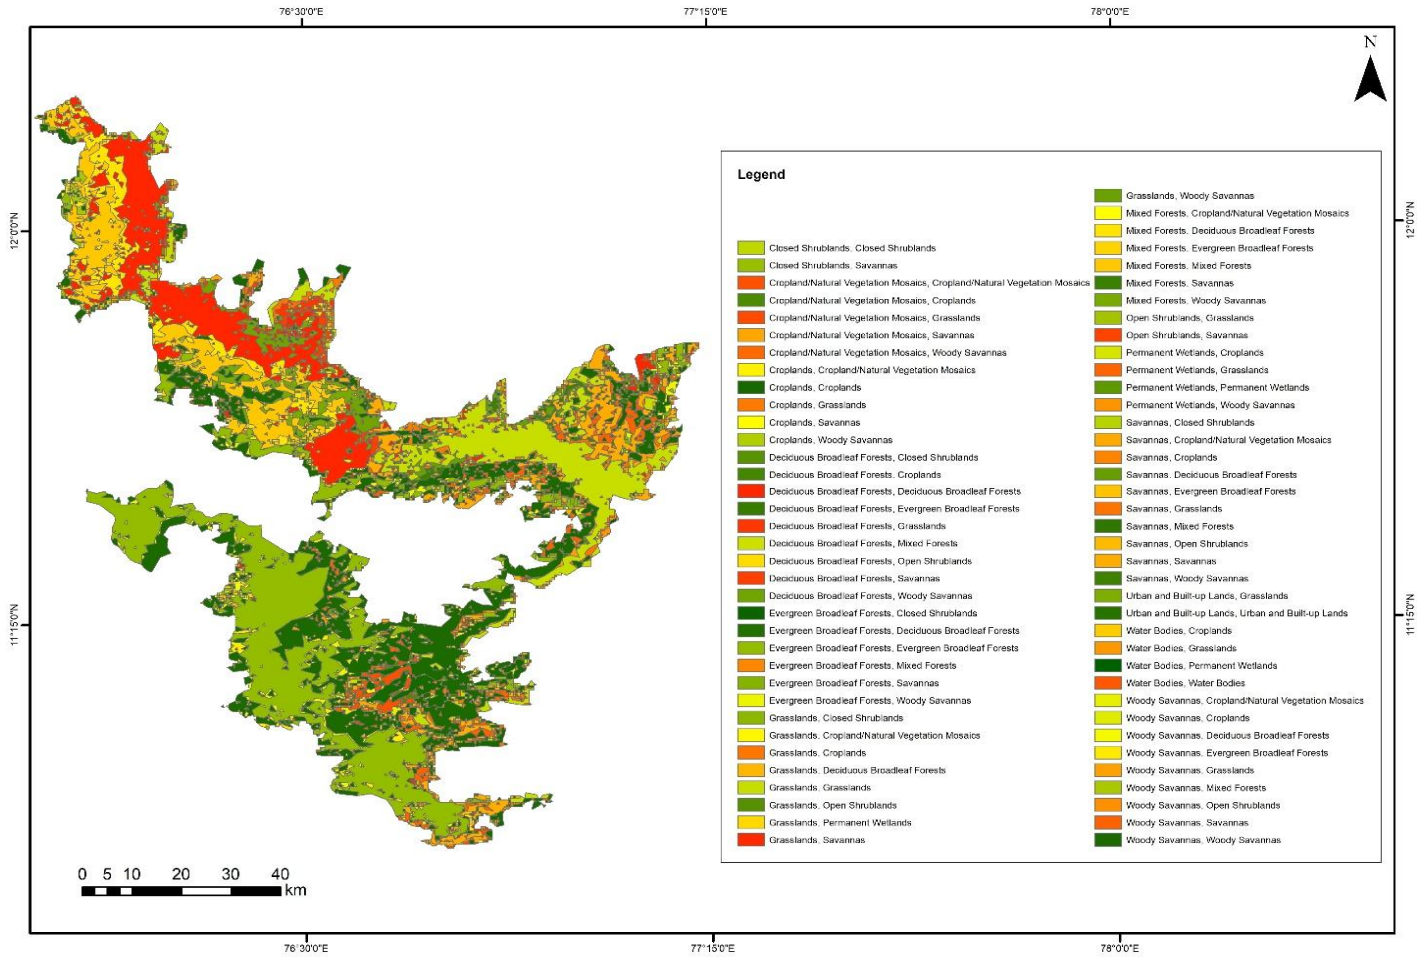 76°30'0"E
77°15'0"E
78°0'0"E
N
12°0'0"N
12°0'0"N
11°15'0"N
11°15'0"N
Legend
Closed Shrublands, Closed Shrublands
Closed Shrublands, Savannas
Cropland/Natural Vegetation Mosaics, Cropland/Natural Vegetation Mosaics
Cropland/Natural Vegetation Mosaics, Croplands
Cropland/Natural Vegetation Mosaics, Grasslands
Cropland/Natural Vegetation Mosaics, Savannas
Cropland/Natural Vegetation Mosaics, Woody Savannas
Croplands, Cropland/Natural Vegetation Mosaics
Croplands, Croplands
Croplands, Grasslands
Croplands, Savannas
Croplands, Woody Savannas
Deciduous Broadleaf Forests, Closed Shrublands
Deciduous Broadleaf Forests, Croplands
Deciduous Broadleaf Forests, Deciduous Broadleaf Forests
Deciduous Broadleaf Forests, Evergreen Broadleaf Forests
Deciduous Broadleaf Forests, Grasslands
Deciduous Broadleaf Forests, Mixed Forests
Deciduous Broadleaf Forests, Open Shrublands
Deciduous Broadleaf Forests, Savannas
Deciduous Broadleaf Forests, Woody Savannas
Evergreen Broadleaf Forests, Closed Shrublands
Evergreen Broadleaf Forests, Deciduous Broadleaf Forests
Evergreen Broadleaf Forests, Evergreen Broadleaf Forests
Evergreen Broadleaf Forests, Mixed Forests
Evergreen Broadleaf Forests, Savannas
Evergreen Broadleaf Forests, Woody Savannas
Grasslands, Closed Shrublands
Grasslands, Cropland/Natural Vegetation Mosaics
Grasslands, Croplands
Grasslands, Deciduous Broadleaf Forests
Grasslands, Grasslands
Grasslands, Open Shrublands
Grasslands, Permanent Wetlands
Grasslands, Savannas
Grasslands, Woody Savannas
Mixed Forests, Cropland/Natural Vegetation Mosaics
Mixed Forests, Deciduous Broadleaf Forests
Mixed Forests, Evergreen Broadleaf Forests
Mixed Forests, Mixed Forests
Mixed Forests, Savannas
Mixed Forests, Woody Savannas
Open Shrublands, Grasslands
Open Shrublands, Savannas
Permanent Wetlands, Croplands
Permanent Wetlands, Grasslands
Permanent Wetlands, Permanent Wetlands
Permanent Wetlands, Woody Savannas
Savannas, Closed Shrublands
Savannas, Cropland/Natural Vegetation Mosaics
Savannas, Croplands
Savannas, Deciduous Broadleaf Forests
Savannas, Evergreen Broadleaf Forests
Savannas, Grasslands
Savannas, Mixed Forests
Savannas, Open Shrublands
Savannas, Savannas
Savannas, Woody Savannas
Urban and Built-up Lands, Grasslands
Urban and Built-up Lands, Urban and Built-up Lands
Water Bodies, Croplands
Water Bodies, Grasslands
Water Bodies, Permanent Wetlands
Water Bodies, Water Bodies
Woody Savannas, Cropland/Natural Vegetation Mosaics
Woody Savannas, Croplands
Woody Savannas, Deciduous Broadleaf Forests
Woody Savannas, Evergreen Broadleaf Forests
Woody Savannas, Grasslands
Woody Savannas, Mixed Forests
Woody Savannas, Open Shrublands
Woody Savannas, Savannas
Woody Savannas, Woody Savannas
0 5 10 20 30 40
km
76°30'0"E
77°15'0"E
78°0'0"E